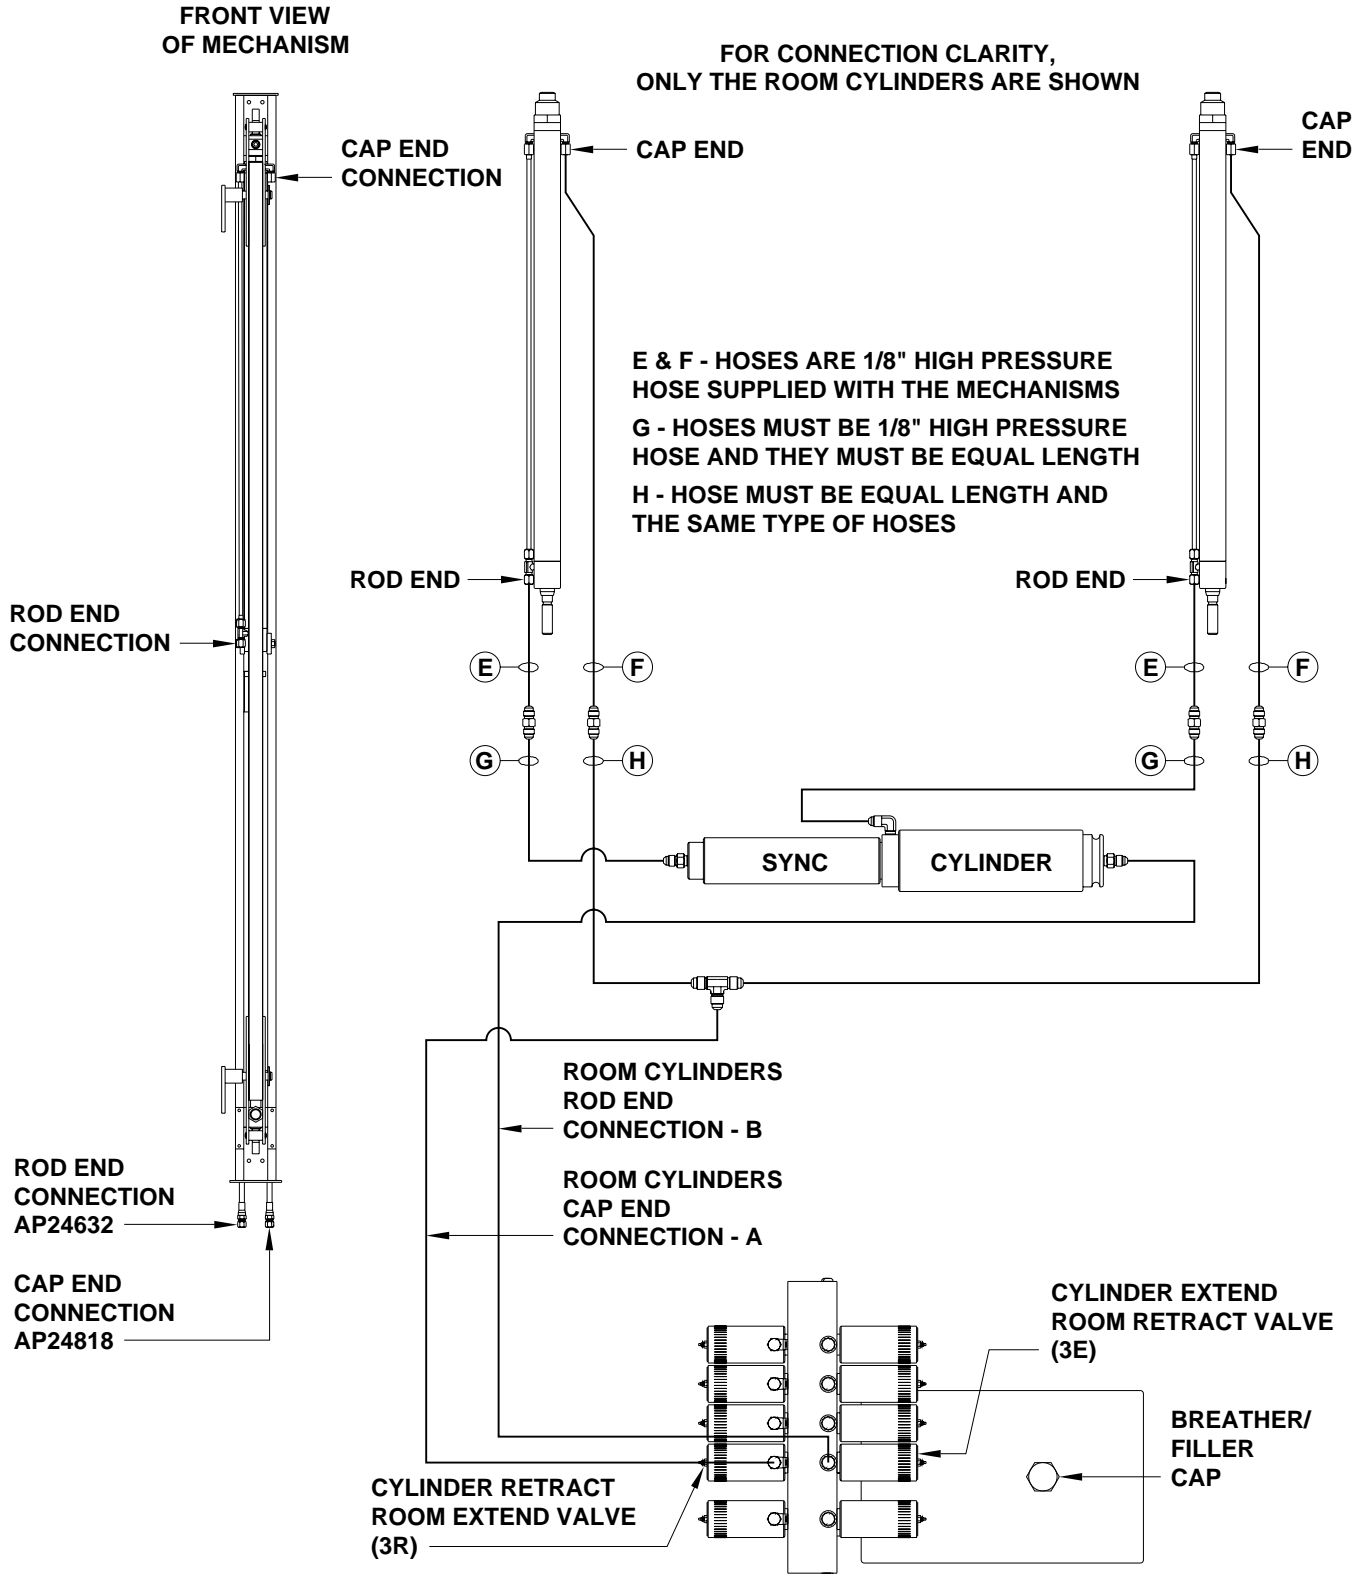 FRONT VIEW
OF MECHANISM
FOR CONNECTION CLARITY,
ONLY THE ROOM CYLINDERS ARE SHOWN
CAP END
CONNECTION
CAP END
CAP
END
E & F - HOSES ARE 1/8" HIGH PRESSURE
HOSE SUPPLIED WITH THE MECHANISMS
G - HOSES MUST BE 1/8" HIGH PRESSURE
HOSE AND THEY MUST BE EQUAL LENGTH
H - HOSE MUST BE EQUAL LENGTH AND
THE SAME TYPE OF HOSES
ROD END
ROD END
ROD END
CONNECTION
E
F
E
F
G
H
G
H
SYNC
CYLINDER
ROOM CYLINDERS
ROD END
CONNECTION - B
ROOM CYLINDERS
CAP END
CONNECTION - A
ROD END
CONNECTION
AP24632
CAP END
CONNECTION
AP24818
CYLINDER EXTEND
ROOM RETRACT VALVE
(3E)
BREATHER/
FILLER
CAP
CYLINDER RETRACT
ROOM EXTEND VALVE
(3R)